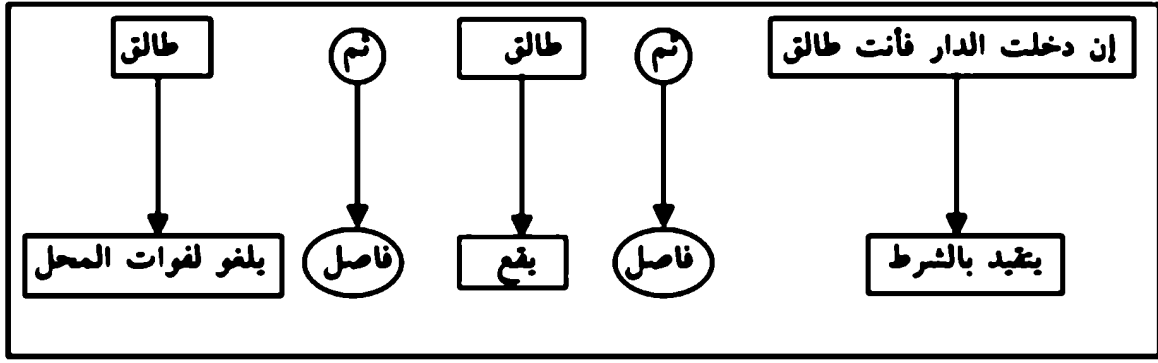 إن دخلت الدار فأنت طالق ثم طالق ثم طالق
يتقيد بالشرط فاصل يقع فاصل يلغو لفوات المحل